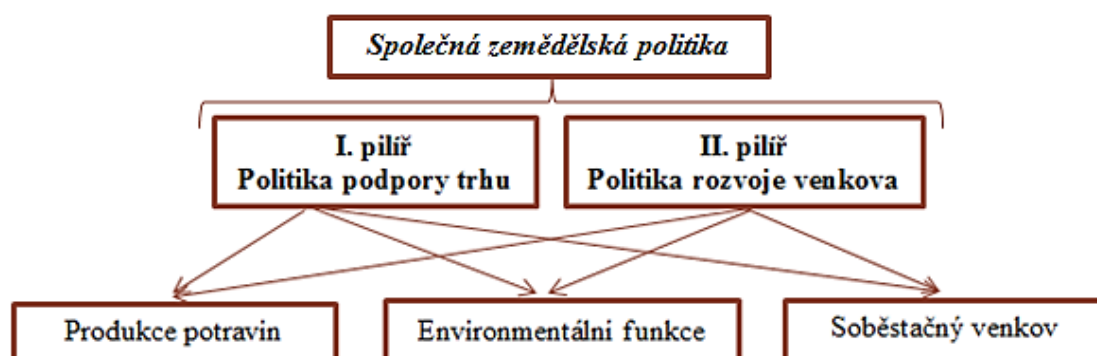 Společná zemědělská politika
I. pilíř
Politika podpory trhu
II. pilíř
Politika rozvoje venkova
Produkce potravin
Environmentální funkce
Soběstačný venkov